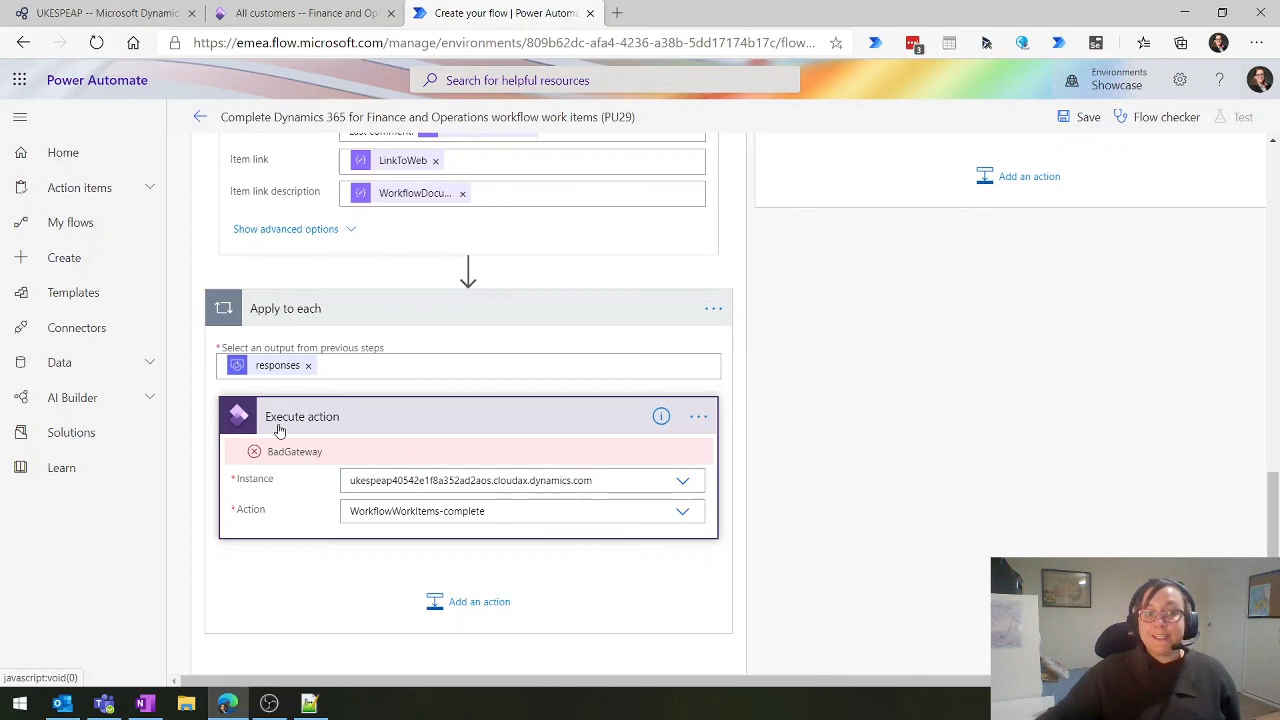 UKESPEAP -- Microsoft Dynamic
All customers -- Finance and Op
Create your flow | Power Automa
https://emea.flow.microsoft.com/manage/environments/809b62dc-afa4-4236-a38b-5dd17174b17c/flow...
3
Power Automate
Search for helpful resources
Environments
Showcase
Complete Dynamics 365 for Finance and Operations workflow work items (PU29)
Save
Flow checker
Test
Home
Action items
My flows
Create
Templates
Connectors
Data
AI Builder
Solutions
Learn
Last comment:
Item link
LinkToWeb
Item link description
WorkflowDocu...
Show advanced options
Add an action
Apply to each
* Select an output from previous steps
responses
Execute action
BadGateway
* Instance
ukespeap40542e1f8a352ad2aos.cloudax.dynamics.com
* Action
WorkflowWorkItems-complete
Add an action
javascript:void(0)